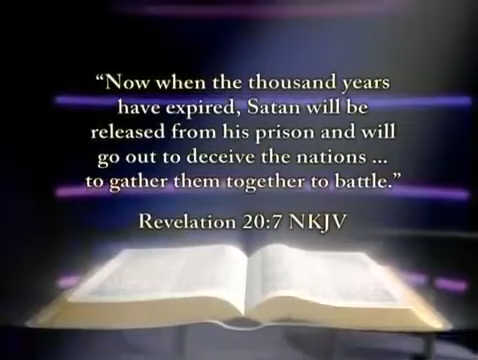 “Now when the thousand years
have expired, Satan will be
released from his prison and will
go out to deceive the nations ...
to gather them together to battle.”
Revelation 20:7 NKJV